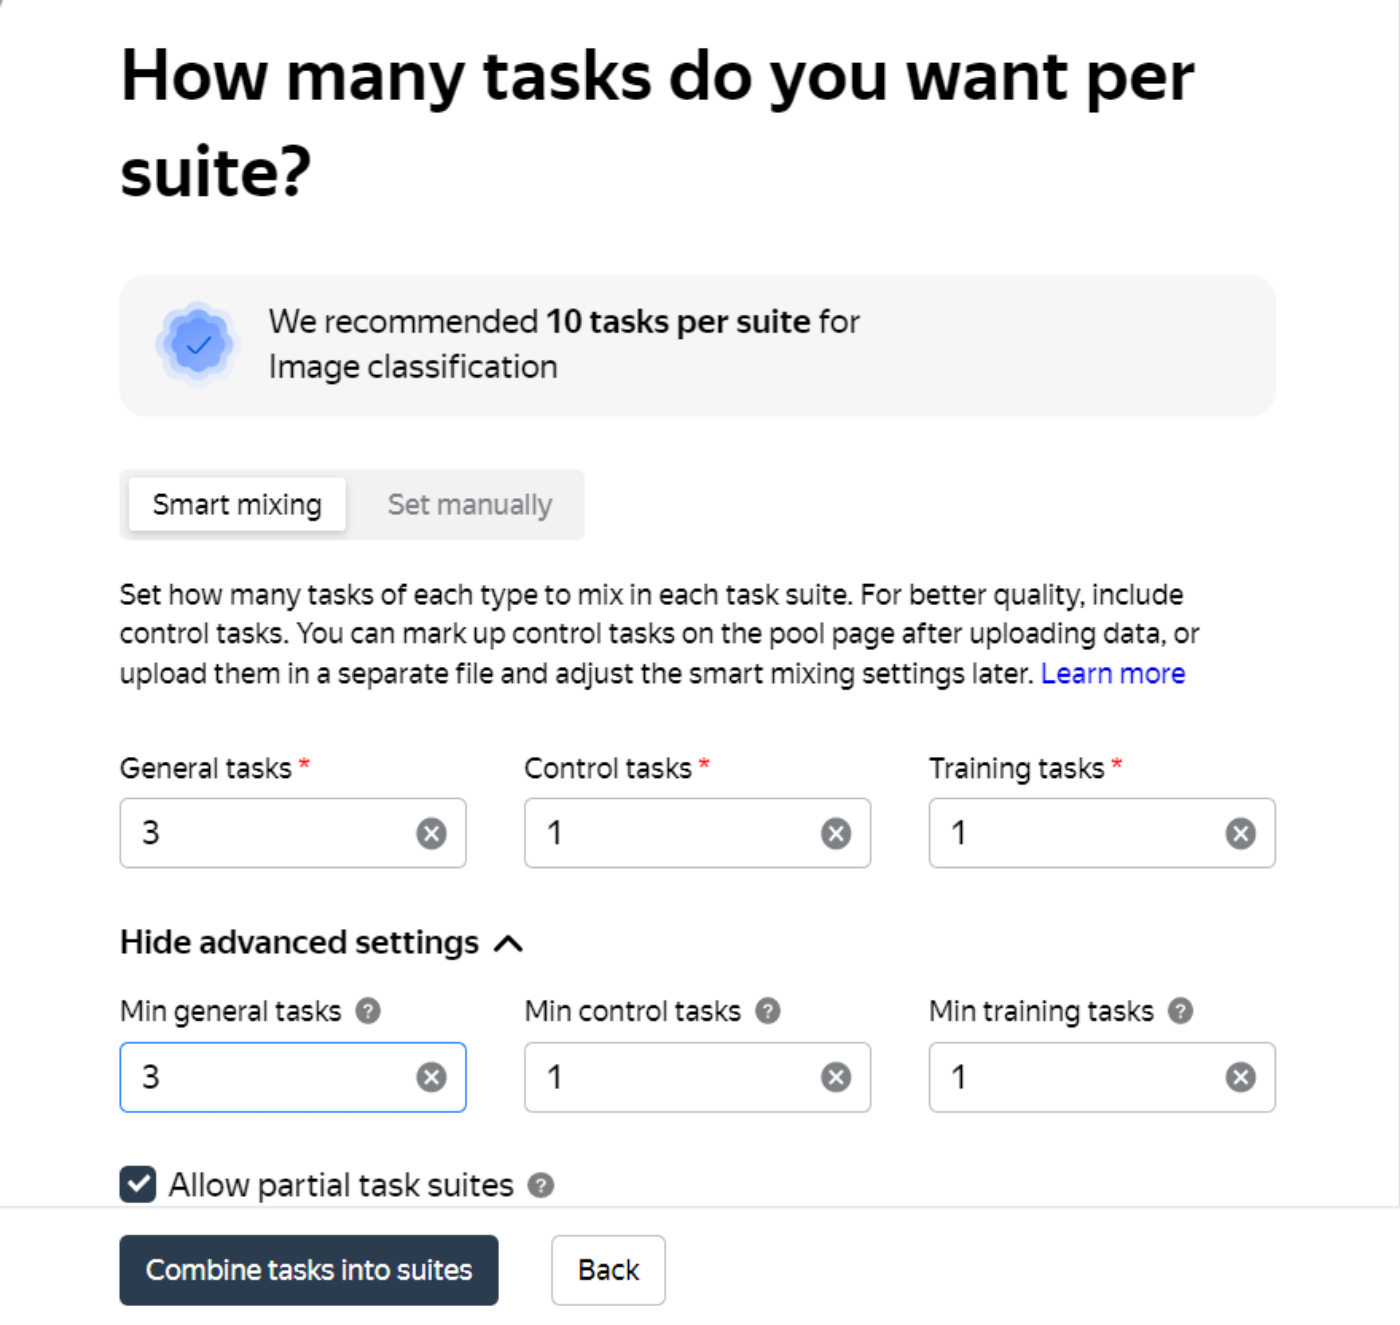 How many tasks do you want per
suite?
We recommended 10 tasks per suite for
Image classification
Smart mixing
Set manually
Set how many tasks of each type to mix in each task suite. For better quality, include
control tasks. You can mark up control tasks on the pool page after uploading data, or
upload them in a separate file and adjust the smart mixing settings later. Learn more
General tasks *
Control tasks *
Training tasks *
3
1
1
Hide advanced settings
Min general tasks ?
Min control tasks ?
Min training tasks ?
3
1
1
Allow partial task suites ?
Combine tasks into suites
Back